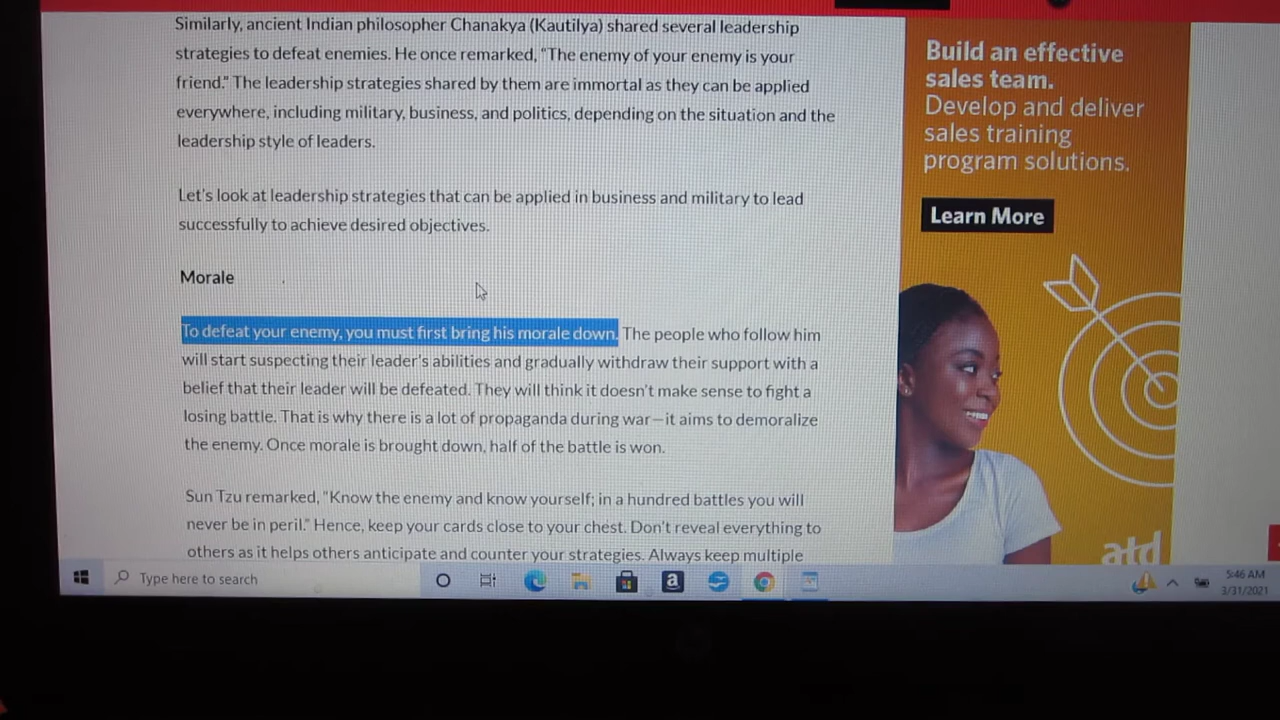 Similarly, ancient Indian philosopher Chanakya (Kautilya) shared several leadership
strategies to defeat enemies. He once remarked, "The enemy of your enemy is your
friend." The leadership strategies shared by them are immortal as they can be applied
everywhere, including military, business, and politics, depending on the situation and the
leadership style of leaders.
Let's look at leadership strategies that can be applied in business and military to lead
successfully to achieve desired objectives.
Morale
To defeat your enemy, you must first bring his morale down. The people who follow him
will start suspecting their leader's abilities and gradually withdraw their support with a
belief that their leader will be defeated. They will think it doesn't make sense to fight a
losing battle. That is why there is a lot of propaganda during war—it aims to demoralize
the enemy. Once morale is brought down, half of the battle is won.
Sun Tzu remarked, "Know the enemy and know yourself; in a hundred battles you will
never be in peril." Hence, keep your cards close to your chest. Don't reveal everything to
others as it helps others anticipate and counter your strategies. Always keep multiple
Build an effective
sales team.
Develop and deliver
sales training
program solutions.
Learn More
atd
Type here to search
a
5:46 AM
3/31/2021